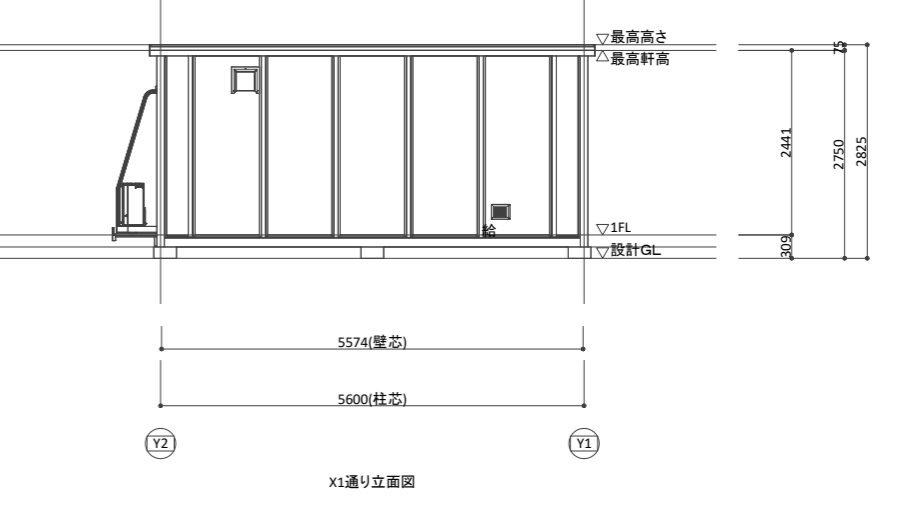 ▽最高高さ
△最高軒高
75
2441
2750
2825
給
▽1FL
309
▽設計GL
5574(壁芯)
5600(柱芯)
Y2
Y1
X1通り立面図